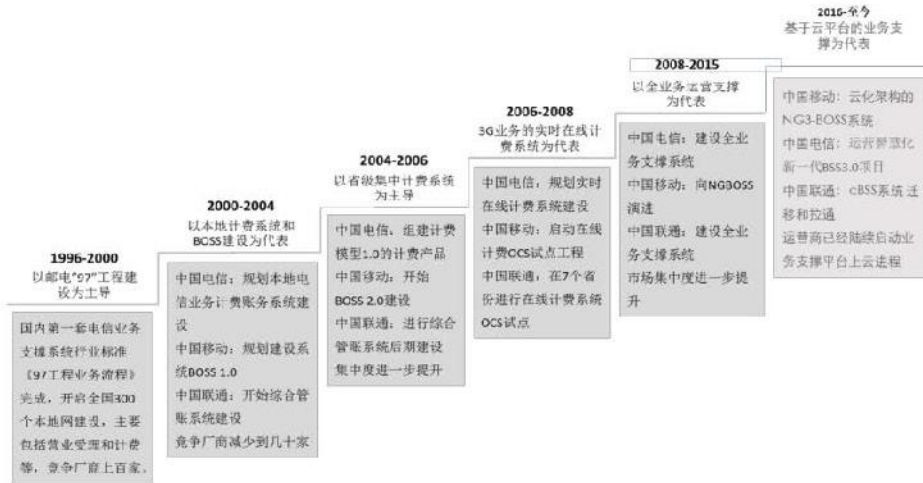 1996-2000
以邮电"97"工程建
设为主导
国内第一套电信业务
支撑系统行业标准
《97工程业务流程》
完成，开启全国300
个本地网建设，主要
包括营业受理和计费
等，竞争厂商上百家。
2000-2004
以本地计费系统和
BOSS建设为代表
中国电信：规划本地电
信业务计费账务系统建
设
中国移动：规划建设系
统BOSS 1.0
中国联通：开始综合管
账系统建设
竞争厂商减少到几十家
2004-2006
以省级集中计费系统
为主导
中国电信：组建计费
模型1.0的计费产品
中国移动：开始
BOSS 2.0建设
中国联通：进行综合
管账系统后期建设
集中度进一步提升
2006-2008
3G业务的实时在线计
费系统为代表
中国电信：规划实时
在线计费系统建设
中国移动：启动在线
计费OCS试点工程
中国联通：在7个省
份进行在线计费系统
OCS试点
2008-2015
以全业务运营支撑
为代表
中国电信：建设全业
务支撑系统
中国移动：向NGBOSS
演进
中国联通：建设全业
务支撑系统
市场集中度进一步提
升
2016-至今
基于云平台的业务支
撑为代表
中国移动：云化架构的
NG3-BOSS系统
中国电信：运营智慧化
新一代BSS3.0项目
中国联通：cBSS系统迁
移和拉通
运营商已经陆续启动业
务支撑平台上云进程